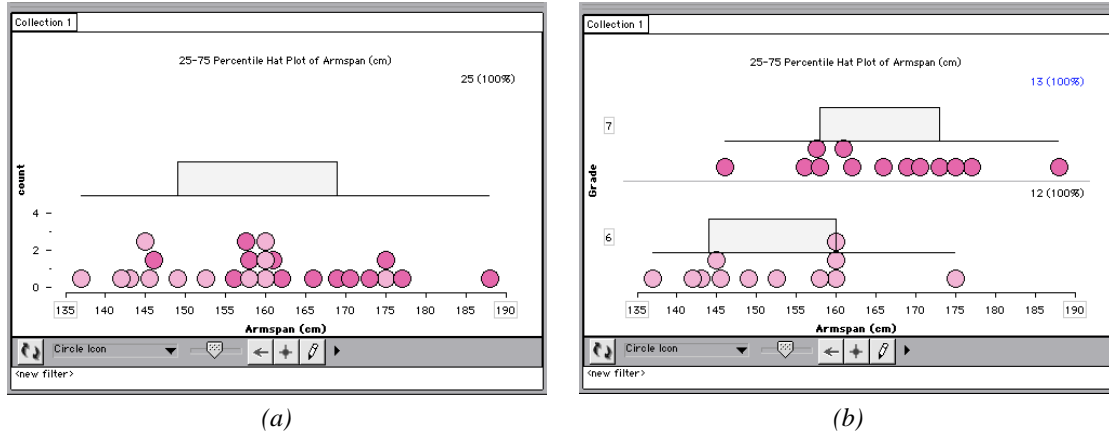 Collection 1
25-75 Percentile Hat Plot of Armspan (cm)
25 (100%)
count
4
2
0
135 140 145 150 155 160 165 170 175 180 185 190
Armspan (cm)
Circle Icon
<new filter>
(a)
Collection 1
25-75 Percentile Hat Plot of Armspan (cm)
13 (100%)
7
Grade
12 (100%)
6
135 140 145 150 155 160 165 170 175 180 185 190
Armspan (cm)
Circle Icon
<new filter>
(b)